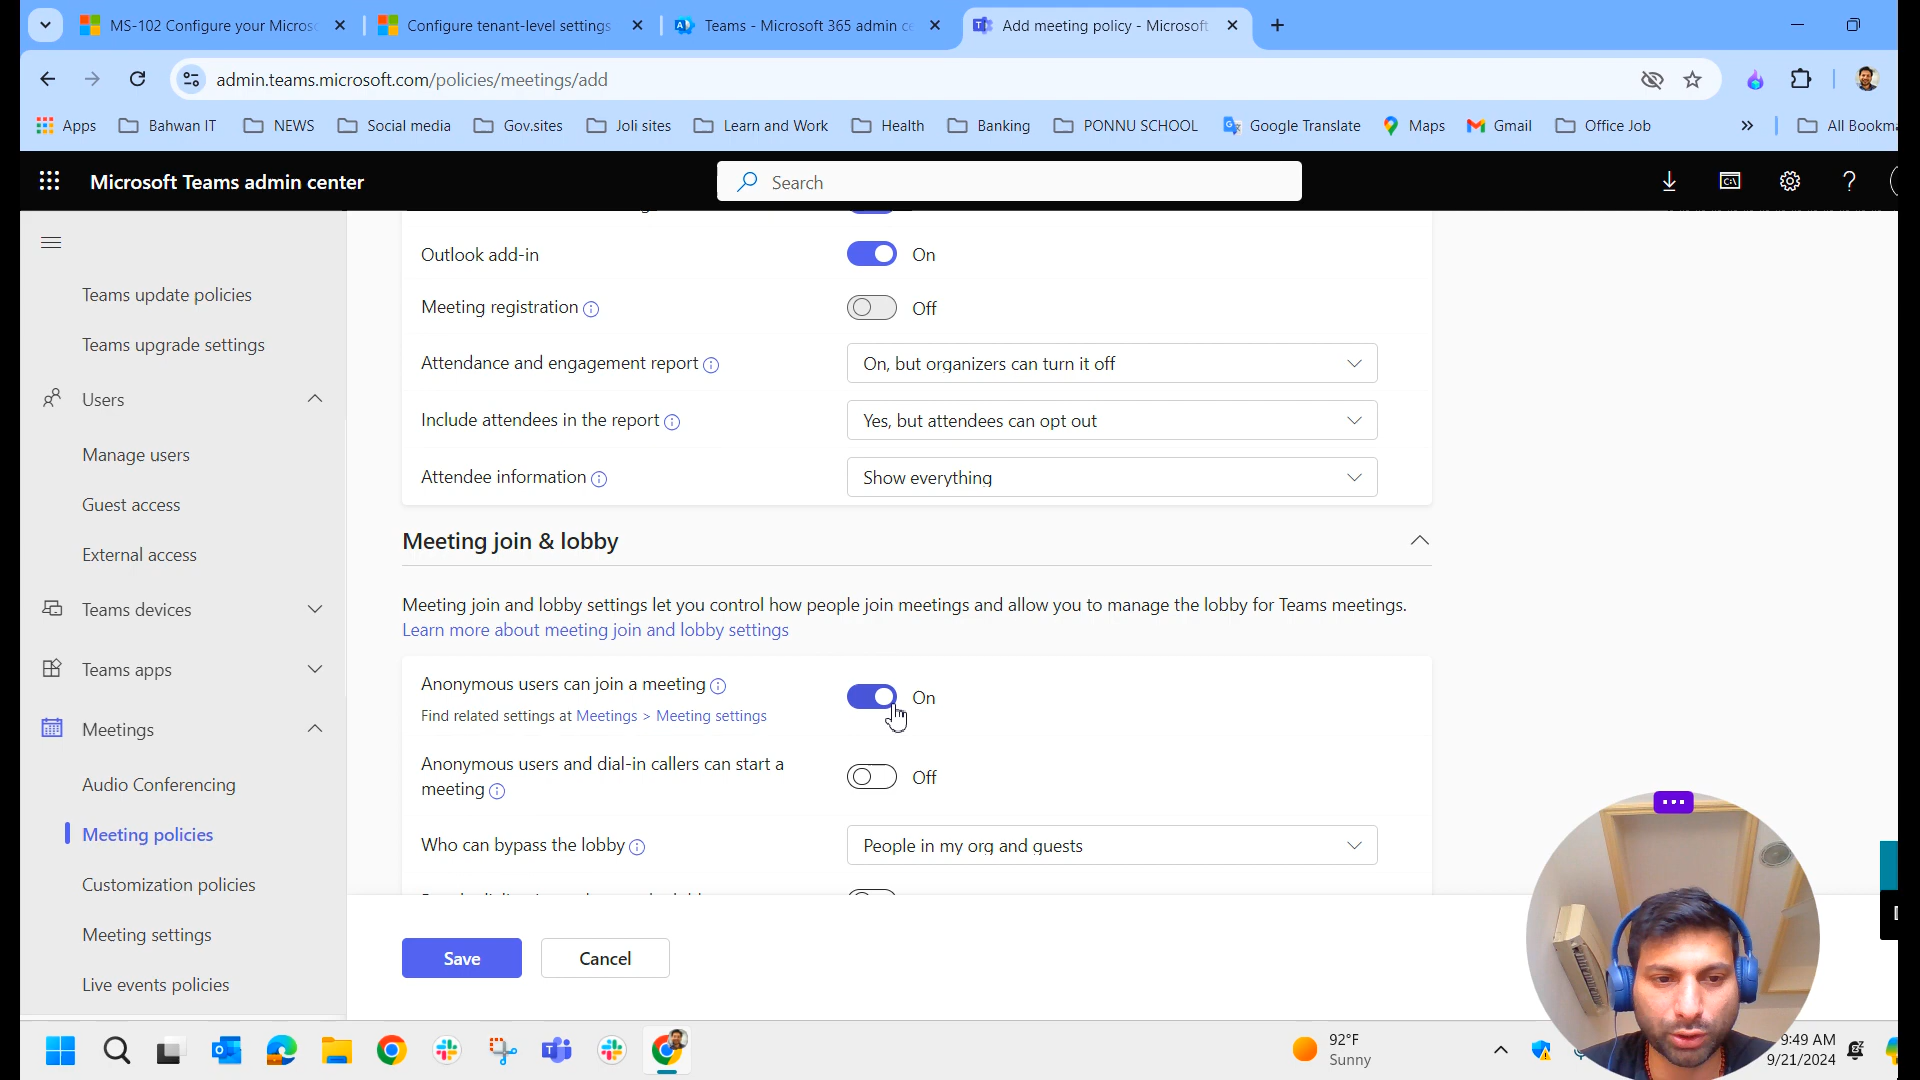 MS-102 Configure your Micros
Configure tenant-level settings
Teams - Microsoft 365 admin ce
Add meeting policy - Microsoft
admin.teams.microsoft.com/policies/meetings/add
Apps
Bahwan IT
NEWS
Social media
Gov.sites
Joli sites
Learn and Work
Health
Banking
PONNU SCHOOL
Google Translate
Maps
Gmail
Office Job
All Bookma
Microsoft Teams admin center
Search
Teams update policies
Teams upgrade settings
Users
Manage users
Guest access
External access
Teams devices
Teams apps
Meetings
Audio Conferencing
Meeting policies
Customization policies
Meeting settings
Live events policies
Outlook add-in
On
Meeting registration
Off
Attendance and engagement report
On, but organizers can turn it off
Include attendees in the report
Yes, but attendees can opt out
Attendee information
Show everything
Meeting join & lobby
Meeting join and lobby settings let you control how people join meetings and allow you to manage the lobby for Teams meetings.
Learn more about meeting join and lobby settings
Anonymous users can join a meeting
On
Find related settings at Meetings > Meeting settings
Anonymous users and dial-in callers can start a
meeting
Off
Who can bypass the lobby
People in my org and guests
Save
Cancel
92°F
Sunny
9:49 AM
9/21/2024